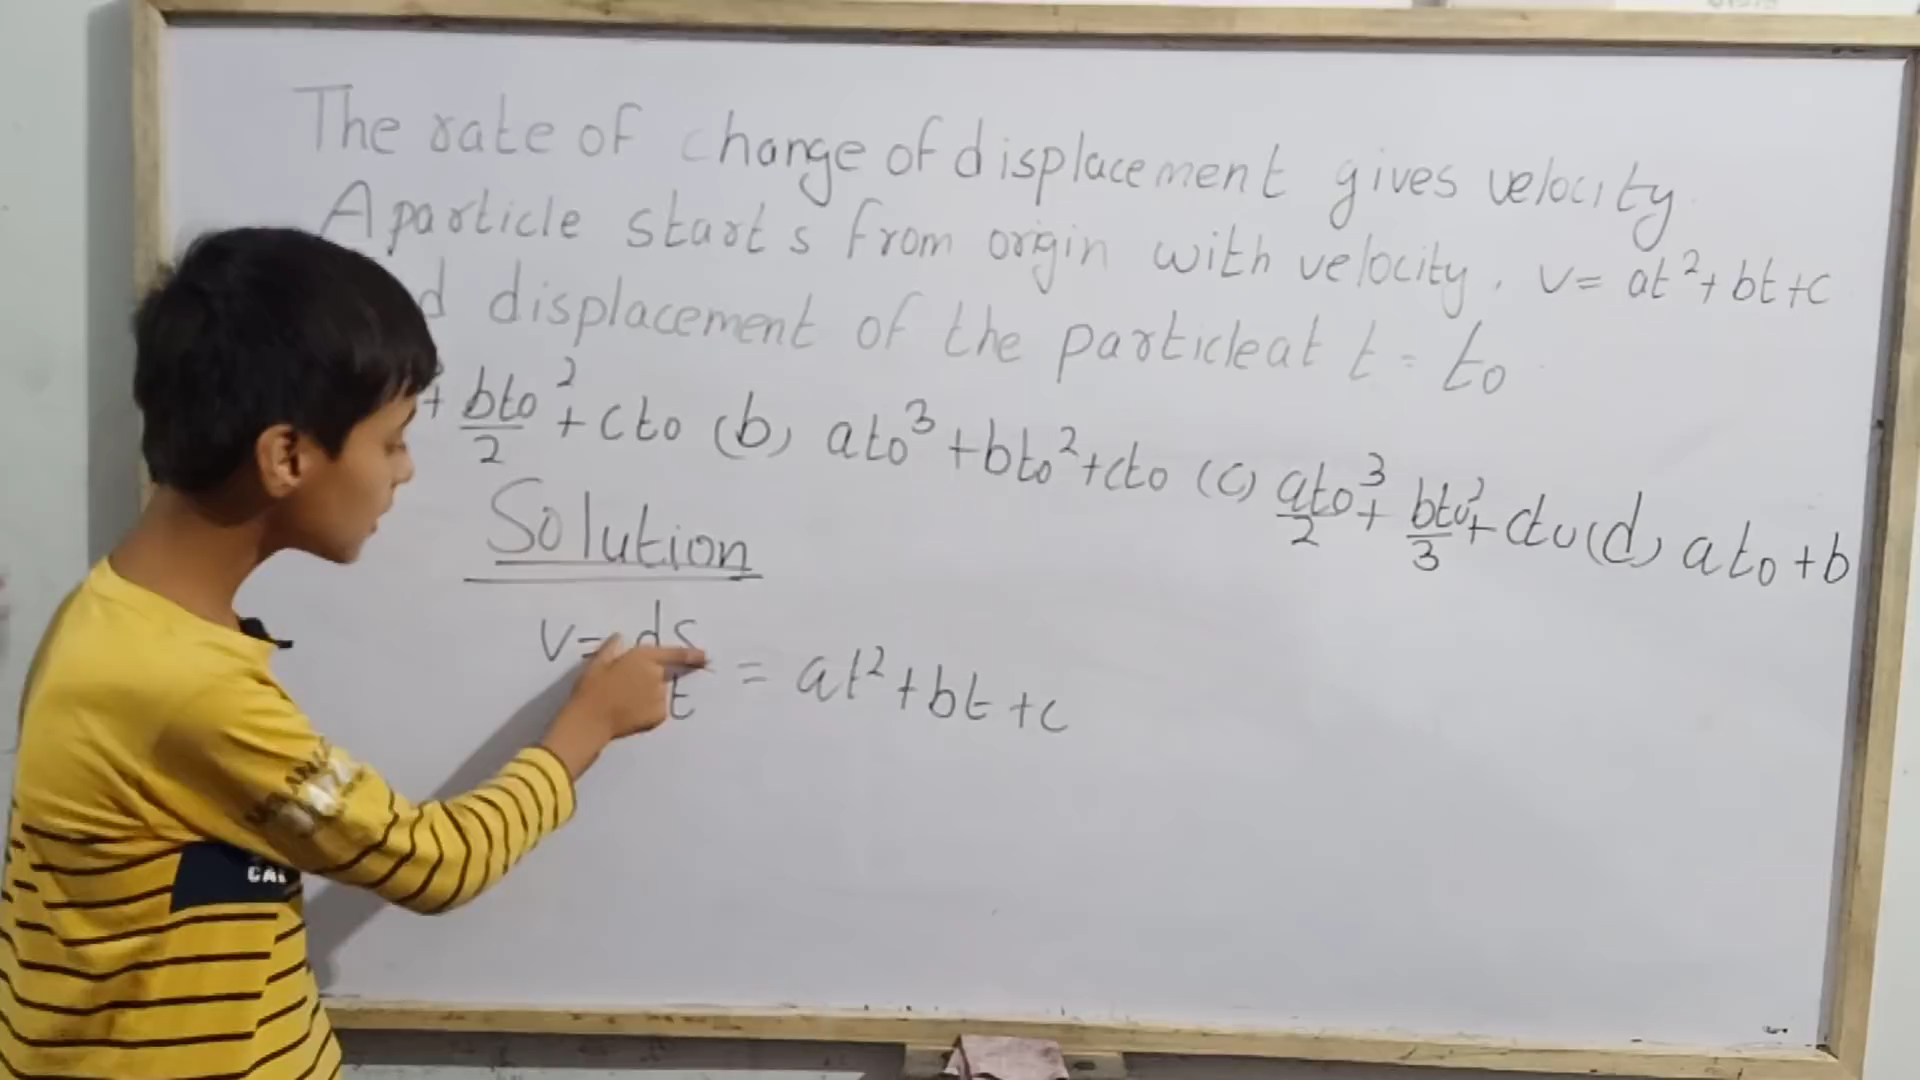 The rate of change of displacement gives velocity.
A particle starts from origin with velocity, v= at²+bt+c
displacement of the particle at t = t₀
+ bt₀²/2 + ct₀ (b) at₀³+bt₀²+ct₀ (c) at₀³/2 + bt₀²/3 + ct₀ (d) at₀+b
Solution
v= ds/t = at²+bt+c